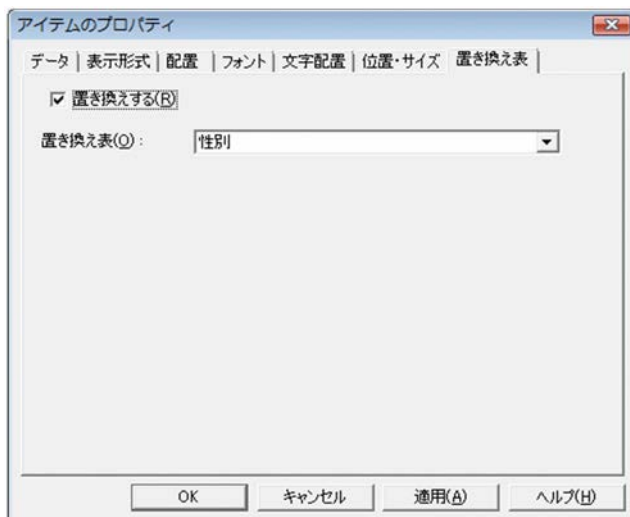 アイテムのプロパティ
データ 表示形式 配置 フォント 文字配置 位置・サイズ 置き換え表
置き換えする(R)
置き換え表(O): 性別
OK キャンセル 適用(A) ヘルプ(H)